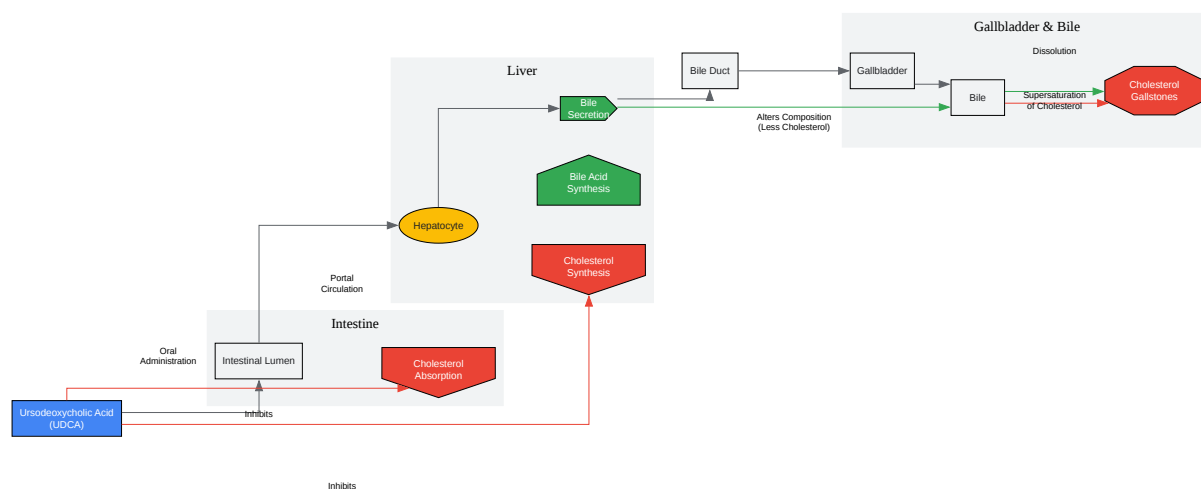 Gallbladder & Bile
Dissolution
Liver
Bile Duct
Gallbladder
Cholesterol
Gallstones
Bile
Supersaturation
of Cholesterol
Bile
Secretion
Alters Composition
(Less Cholesterol)
Bile Acid
Synthesis
Hepatocyte
Cholesterol
Synthesis
Portal
Circulation
Intestine
Oral
Administration
Intestinal Lumen
Cholesterol
Absorption
Ursodeoxycholic Acid
(UDCA)
Inhibits
Inhibits